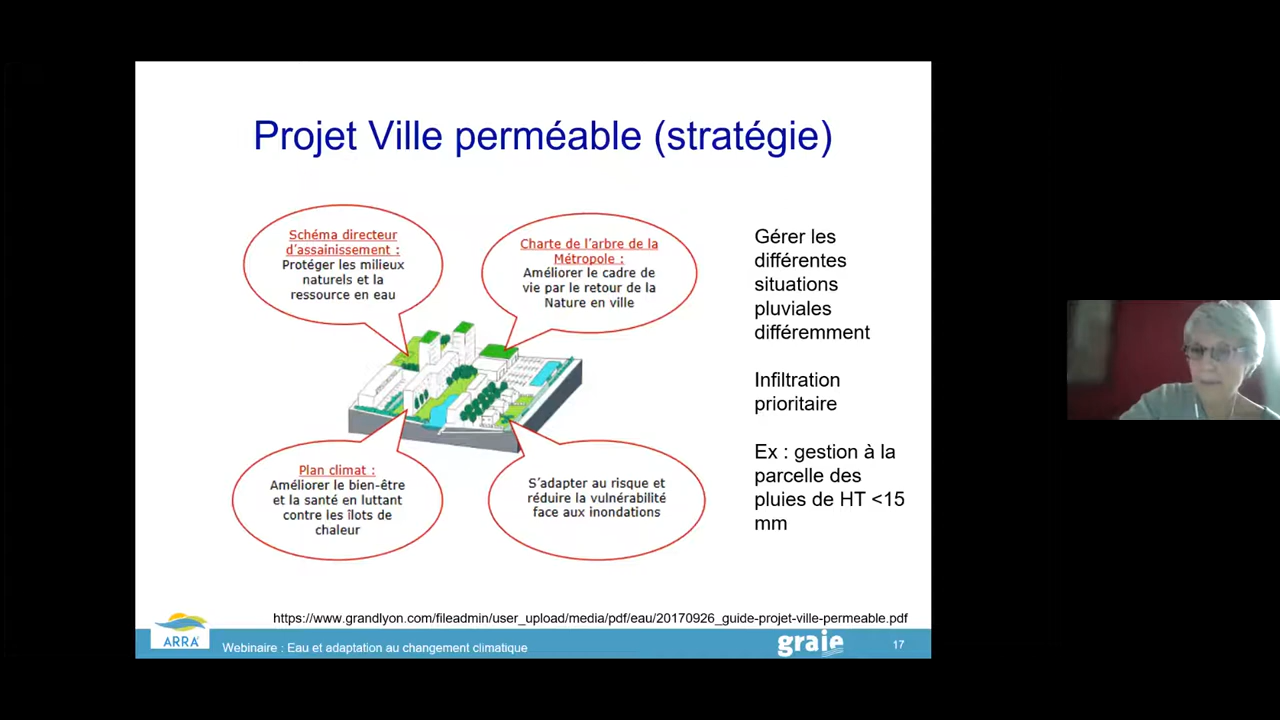 Projet Ville perméable (stratégie)
Schéma directeur
d'assainissement :
Protéger les milieux
naturels et la
ressource en eau
Charte de l'arbre de la
Métropole :
Améliorer le cadre de
vie par le retour de la
Nature en ville
Plan climat :
Améliorer le bien-être
et la santé en luttant
contre les îlots de
chaleur
S'adapter au risque et
réduire la vulnérabilité
face aux inondations
Gérer les
différentes
situations
pluviales
différemment
Infiltration
prioritaire
Ex : gestion à la
parcelle des
pluies de HT <15
mm
https://www.grandlyon.com/fileadmin/user_upload/media/pdf/eau/20170926_guide-projet-ville-permeable.pdf
ARRA²
Webinaire : Eau et adaptation au changement climatique
graie
17